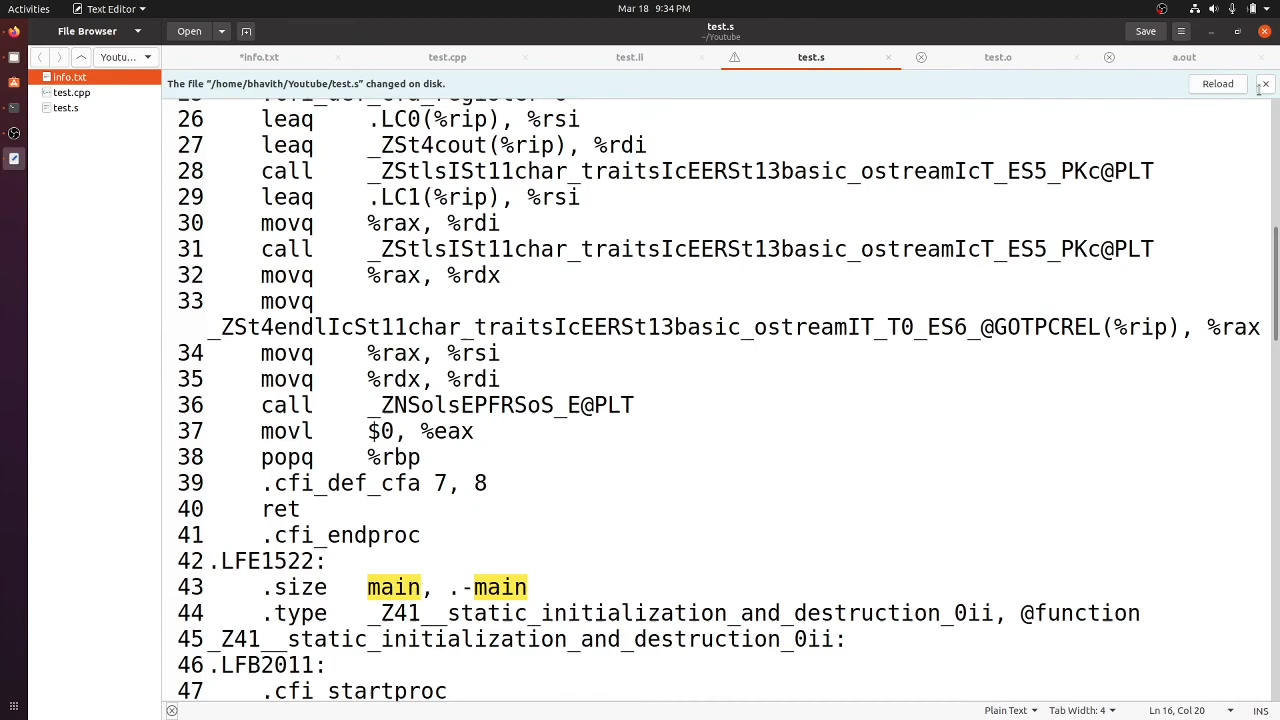 Activities
Text Editor
Mar 18 9:34 PM
File Browser
Open
test.s
~/Youtube
Save
Youtu...
*info.txt
test.cpp
test.ii
test.s
test.o
a.out
info.txt
test.cpp
test.s
The file “/home/bhavith/Youtube/test.s” changed on disk.
Reload
26 leaq .LC0(%rip), %rsi
27 leaq _ZSt4cout(%rip), %rdi
28 call _ZStlsISt11char_traitsIcEERSt13basic_ostreamIcT_ES5_PKc@PLT
29 leaq .LC1(%rip), %rsi
30 movq %rax, %rdi
31 call _ZStlsISt11char_traitsIcEERSt13basic_ostreamIcT_ES5_PKc@PLT
32 movq %rax, %rdx
33 movq
_ZSt4endlIcSt11char_traitsIcEERSt13basic_ostreamIT_T0_ES6_@GOTPCREL(%rip), %rax
34 movq %rax, %rsi
35 movq %rdx, %rdi
36 call _ZNSolsEPFRSoS_E@PLT
37 movl $0, %eax
38 popq %rbp
39 .cfi_def_cfa 7, 8
40 ret
41 .cfi_endproc
42 .LFE1522:
43 .size main, .-main
44 .type _Z41__static_initialization_and_destruction_0ii, @function
45 _Z41__static_initialization_and_destruction_0ii:
46 .LFB2011:
47 .cfi_startproc
Plain Text
Tab Width: 4
Ln 16, Col 20
INS